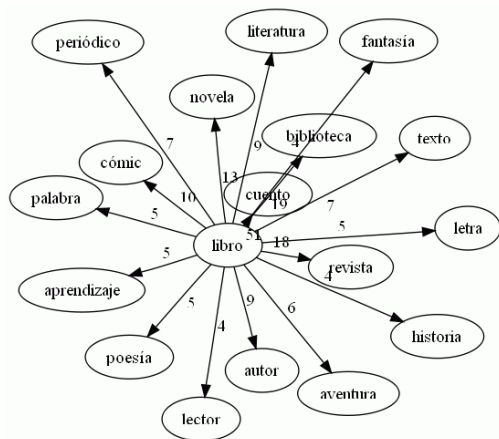 literatura
fantasía
periódico
novela
biblioteca
texto
9
4
7
cómic
13
cuento
palabra
10
19
7
5
51
5
letra
libro
18
5
revista
4
aprendizaje
5
9
6
historia
4
poesía
autor
aventura
lector